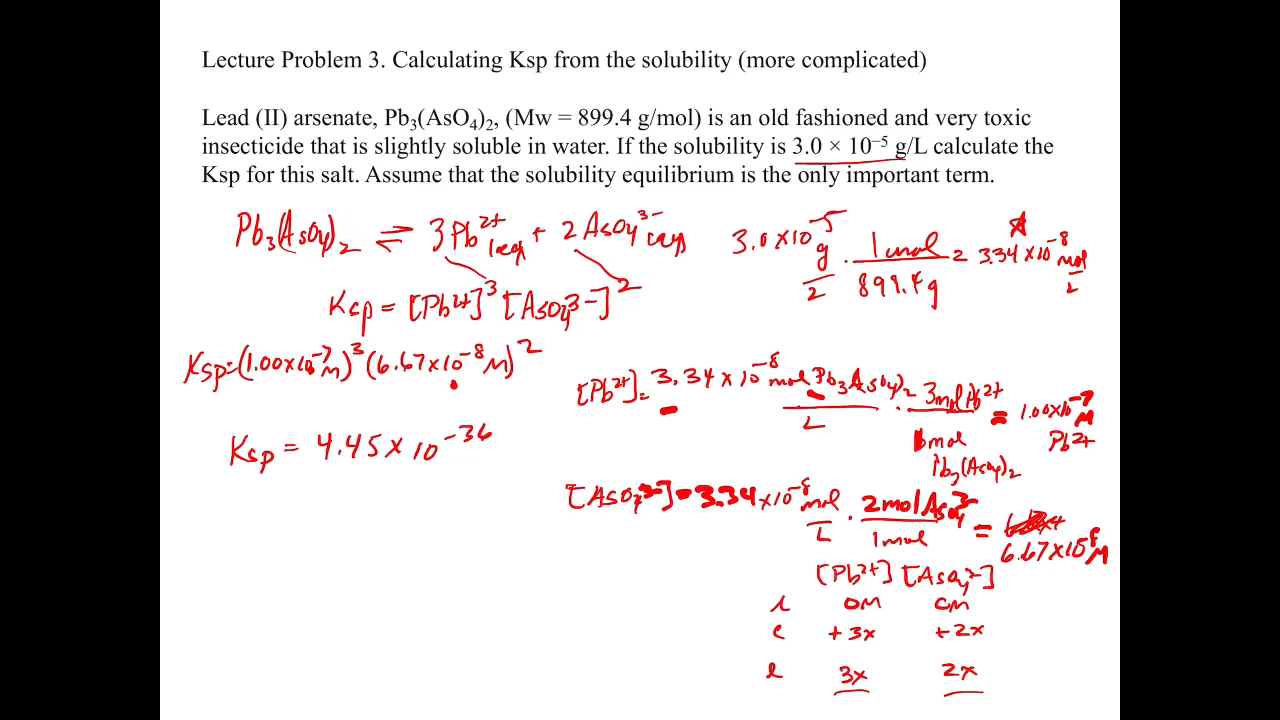 Lecture Problem 3. Calculating Ksp from the solubility (more complicated)
Lead (II) arsenate, Pb₃(AsO₄)₂, (Mw = 899.4 g/mol) is an old fashioned and very toxic
insecticide that is slightly soluble in water. If the solubility is 3.0 × 10⁻⁵ g/L calculate the
Ksp for this salt. Assume that the solubility equilibrium is the only important term.
Pb₃(AsO₄)₂ ⇌ 3Pb²⁺(aq) + 2AsO₄³⁻(aq)
Ksp = [Pb²⁺]³ [AsO₄³⁻]²
Ksp = (1.00×10⁻⁷M)³ (6.67×10⁻⁸M)²
Ksp = 4.45 × 10⁻³⁶
3.0 × 10⁻⁵ g/L · 1 mol/899.4g = 3.34 × 10⁻⁸ mol/L
[Pb²⁺] = 3.34 × 10⁻⁸ mol Pb₃(AsO₄)₂/L · 3 mol Pb²⁺/1 mol Pb₃(AsO₄)₂ = 1.00×10⁻⁷ M Pb²⁺
[AsO₄³⁻] = 3.34 × 10⁻⁸ mol/L · 2 mol AsO₄³⁻/1 mol = 6.67×10⁻⁸ M
[Pb²⁺] [AsO₄³⁻]
I 0M 0M
C +3x +2x
E 3x 2x